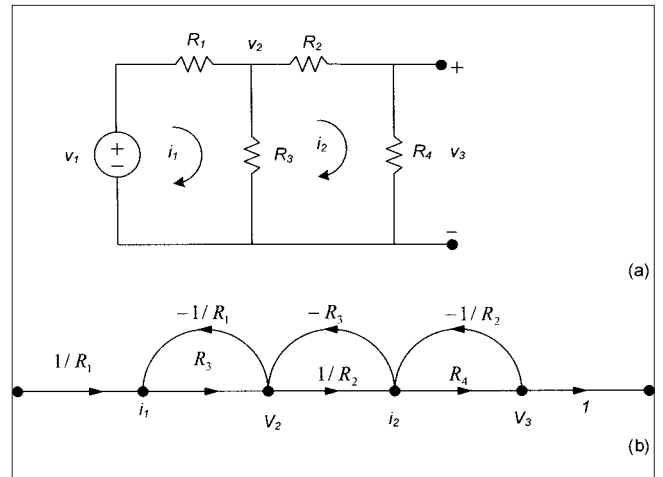 R1 v2 R2
+
v1 + − i1 R3 i2 R4 v3
−
(a)
−1/R1 −R3 −1/R2
1/R1 R3 1/R2 R4
i1 V2 i2 V3 1
(b)